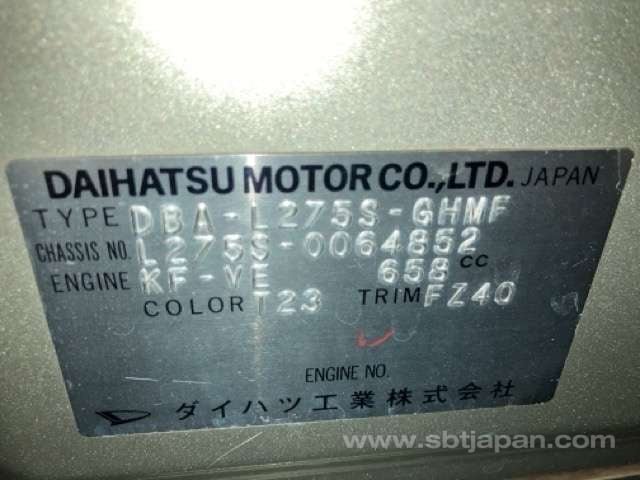 DAIHATSU MOTOR CO.,LTD. JAPAN
TYPE DBA-L275S-GHMF
CHASSIS NO. L275S-0064852
ENGINE KF-VE 658 CC
COLOR T23 TRIM FZ40
ENGINE NO.
ダイハツ工業株式会社
www.sbtjapan.com